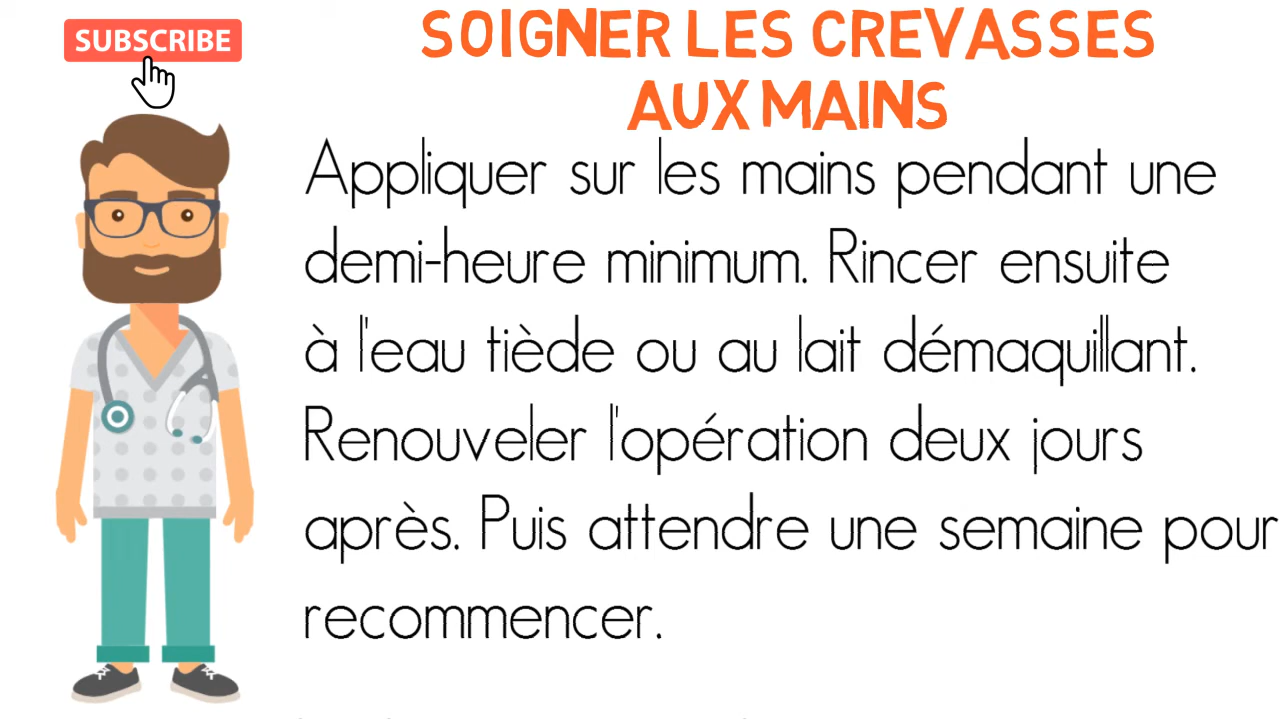 SUBSCRIBE
SOIGNER LES CREVASSES
AUX MAINS
Appliquer sur les mains pendant une
demi-heure minimum. Rincer ensuite
à l'eau tiède ou au lait démaquillant.
Renouveler l'opération deux jours
après. Puis attendre une semaine pour
recommencer.